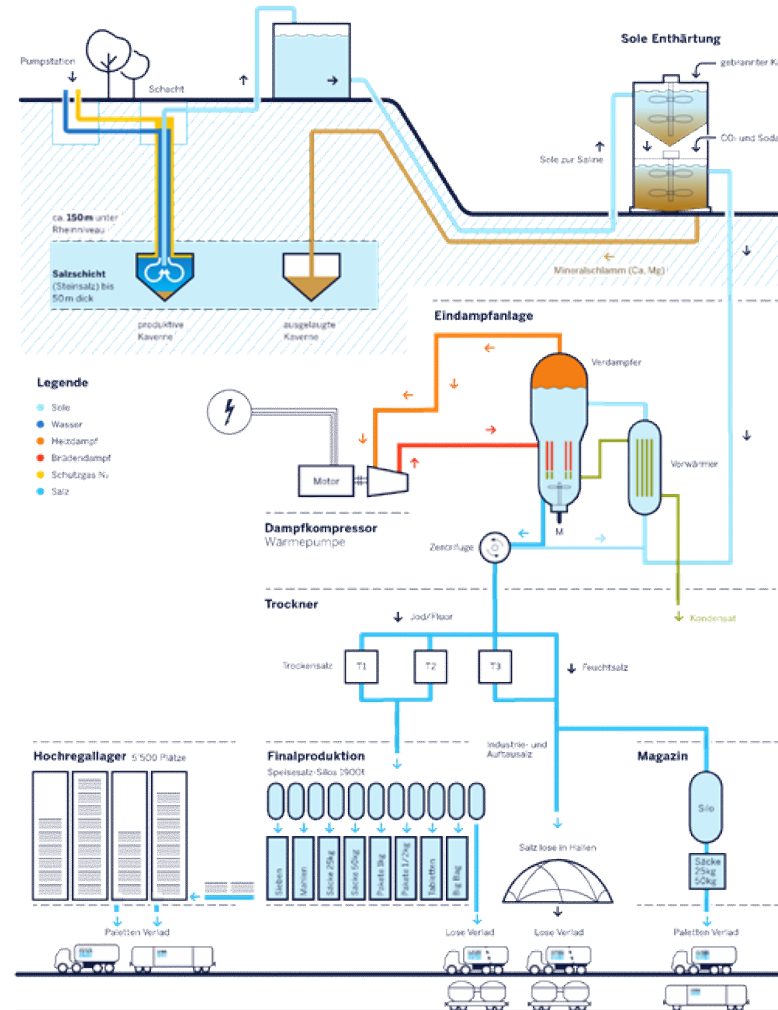 Sole Enthärtung
Pumpstation
gebrannter Ka
Schacht
CO₂ und Soda
Sole zur Saline
ca. 150 m unter
Rheinniveau
Salzschicht
(Steinsalz) bis
50 m dick
Mineralschlamm (Ca, Mg)
produktive
Kaverne
ausgelaugte
Kaverne
Eindampfanlage
Verdampfer
Legende
Sole
Wasser
Heizdampf
Brüdendampf
Schutzgas N₂
Salz
Vorwärmer
Motor
Dampfkompressor
Wärmepumpe
M
Zentrifuge
Trockner
Jod/Fluor
Kondensat
Trockensalz
T1
T2
T3
Feuchtsalz
Hochregallager 5'500 Plätze
Finalproduktion
Speisesalz-Silos 1900t
Industrie- und
Auftausalz
Magazin
Silo
Sieben
Säcke 25kg
Säcke 50kg
Pakete 1kg
Pakete 1/2kg
Tabletten
Big Bag
Salz lose in Hallen
Säcke
25kg
50kg
Paletten Verlad
Lose Verlad
Lose Verlad
Paletten Verlad